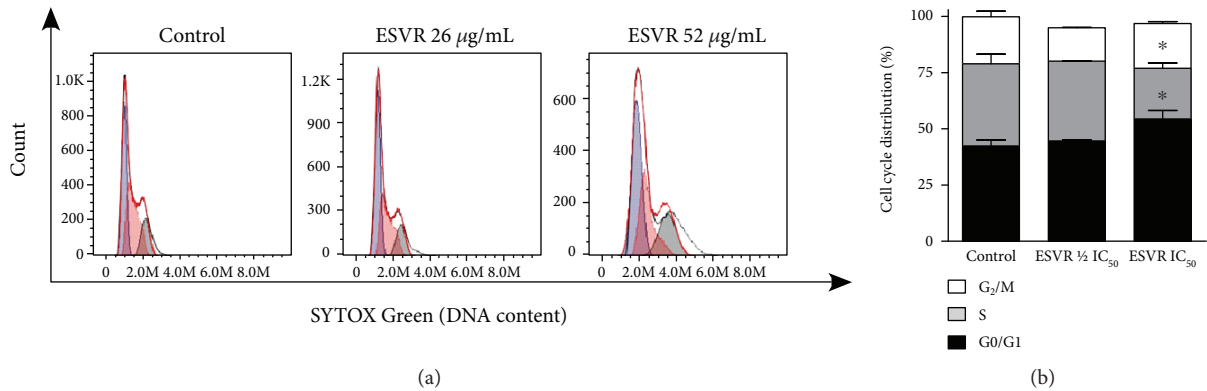 Control
ESVR 26 μg/mL
ESVR 52 μg/mL
Count
1.0K
800
600
400
200
0
0 2.0M 4.0M 6.0M 8.0M
1.2K
900
600
300
0
0 2.0M 4.0M 6.0M 8.0M
600
400
200
0
0 2.0M 4.0M 6.0M 8.0M
SYTOX Green (DNA content)
(a)
Cell cycle distribution (%)
100
75
50
25
0
*
*
Control
ESVR ½ IC₅₀
ESVR IC₅₀
G₂/M
S
G0/G1
(b)